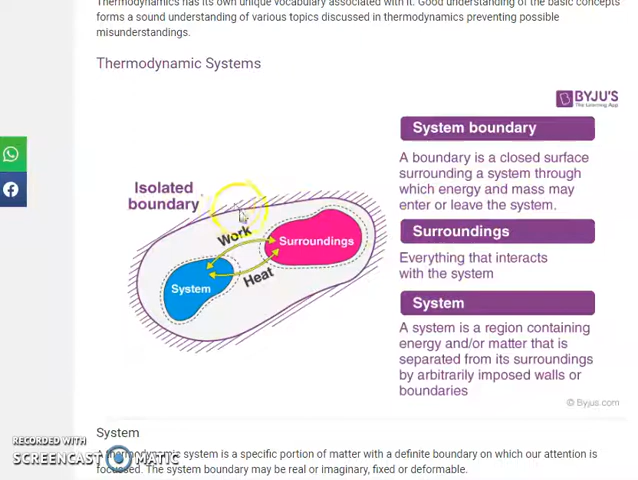 Thermodynamics has its own unique vocabulary associated with it. Good understanding of the basic concepts
forms a sound understanding of various topics discussed in thermodynamics preventing possible
misunderstandings.
Thermodynamic Systems
BYJU'S
The Learning App
System boundary
A boundary is a closed surface
surrounding a system through
which energy and mass may
enter or leave the system.
Isolated
boundary
Work
Surroundings
System
Heat
Surroundings
Everything that interacts
with the system
System
A system is a region containing
energy and/or matter that is
separated from its surroundings
by arbitrarily imposed walls or
boundaries
© Byjus.com
System
A thermodynamic system is a specific portion of matter with a definite boundary on which our attention is
focussed. The system boundary may be real or imaginary, fixed or deformable.
RECORDED WITH
SCREENCAST MATIC